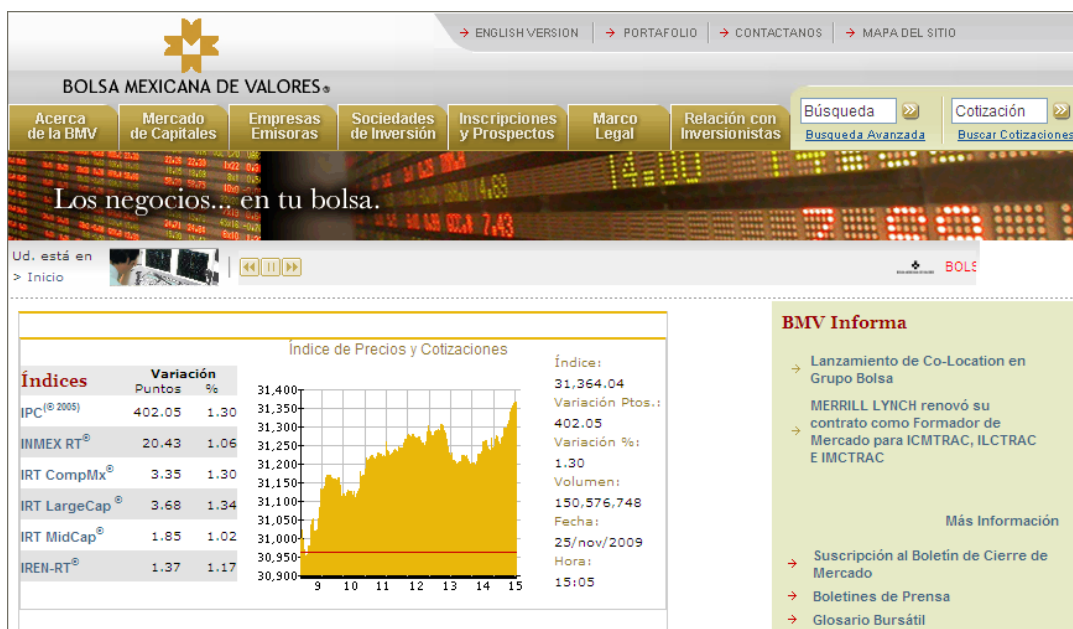 ENGLISH VERSION
PORTAFOLIO
CONTACTANOS
MAPA DEL SITIO
BOLSA MEXICANA DE VALORES®
Acerca
de la BMV
Mercado
de Capitales
Empresas
Emisoras
Sociedades
de Inversión
Inscripciones
y Prospectos
Marco
Legal
Relación con
Inversionistas
Búsqueda
Busqueda Avanzada
Cotización
Buscar Cotizaciones
Los negocios... en tu bolsa.
14.63
14.00
7.43
Ud. está en
> Inicio
BOLS
Índices
Variación
Puntos %
IPC(® 2005) 402.05 1.30
INMEX RT® 20.43 1.06
IRT CompMx® 3.35 1.30
IRT LargeCap ® 3.68 1.34
IRT MidCap® 1.85 1.02
IREN-RT® 1.37 1.17
Índice de Precios y Cotizaciones
31,400
31,350
31,300
31,250
31,200
31,150
31,100
31,050
31,000
30,950
30,900
9 10 11 12 13 14 15
Índice:
31,364.04
Variación Ptos.:
402.05
Variación %:
1.30
Volumen:
150,576,748
Fecha:
25/nov/2009
Hora:
15:05
BMV Informa
Lanzamiento de Co-Location en
Grupo Bolsa
MERRILL LYNCH renovó su
contrato como Formador de
Mercado para ICMTRAC, ILCTRAC
E IMCTRAC
Más Información
Suscripción al Boletín de Cierre de
Mercado
Boletines de Prensa
Glosario Bursátil